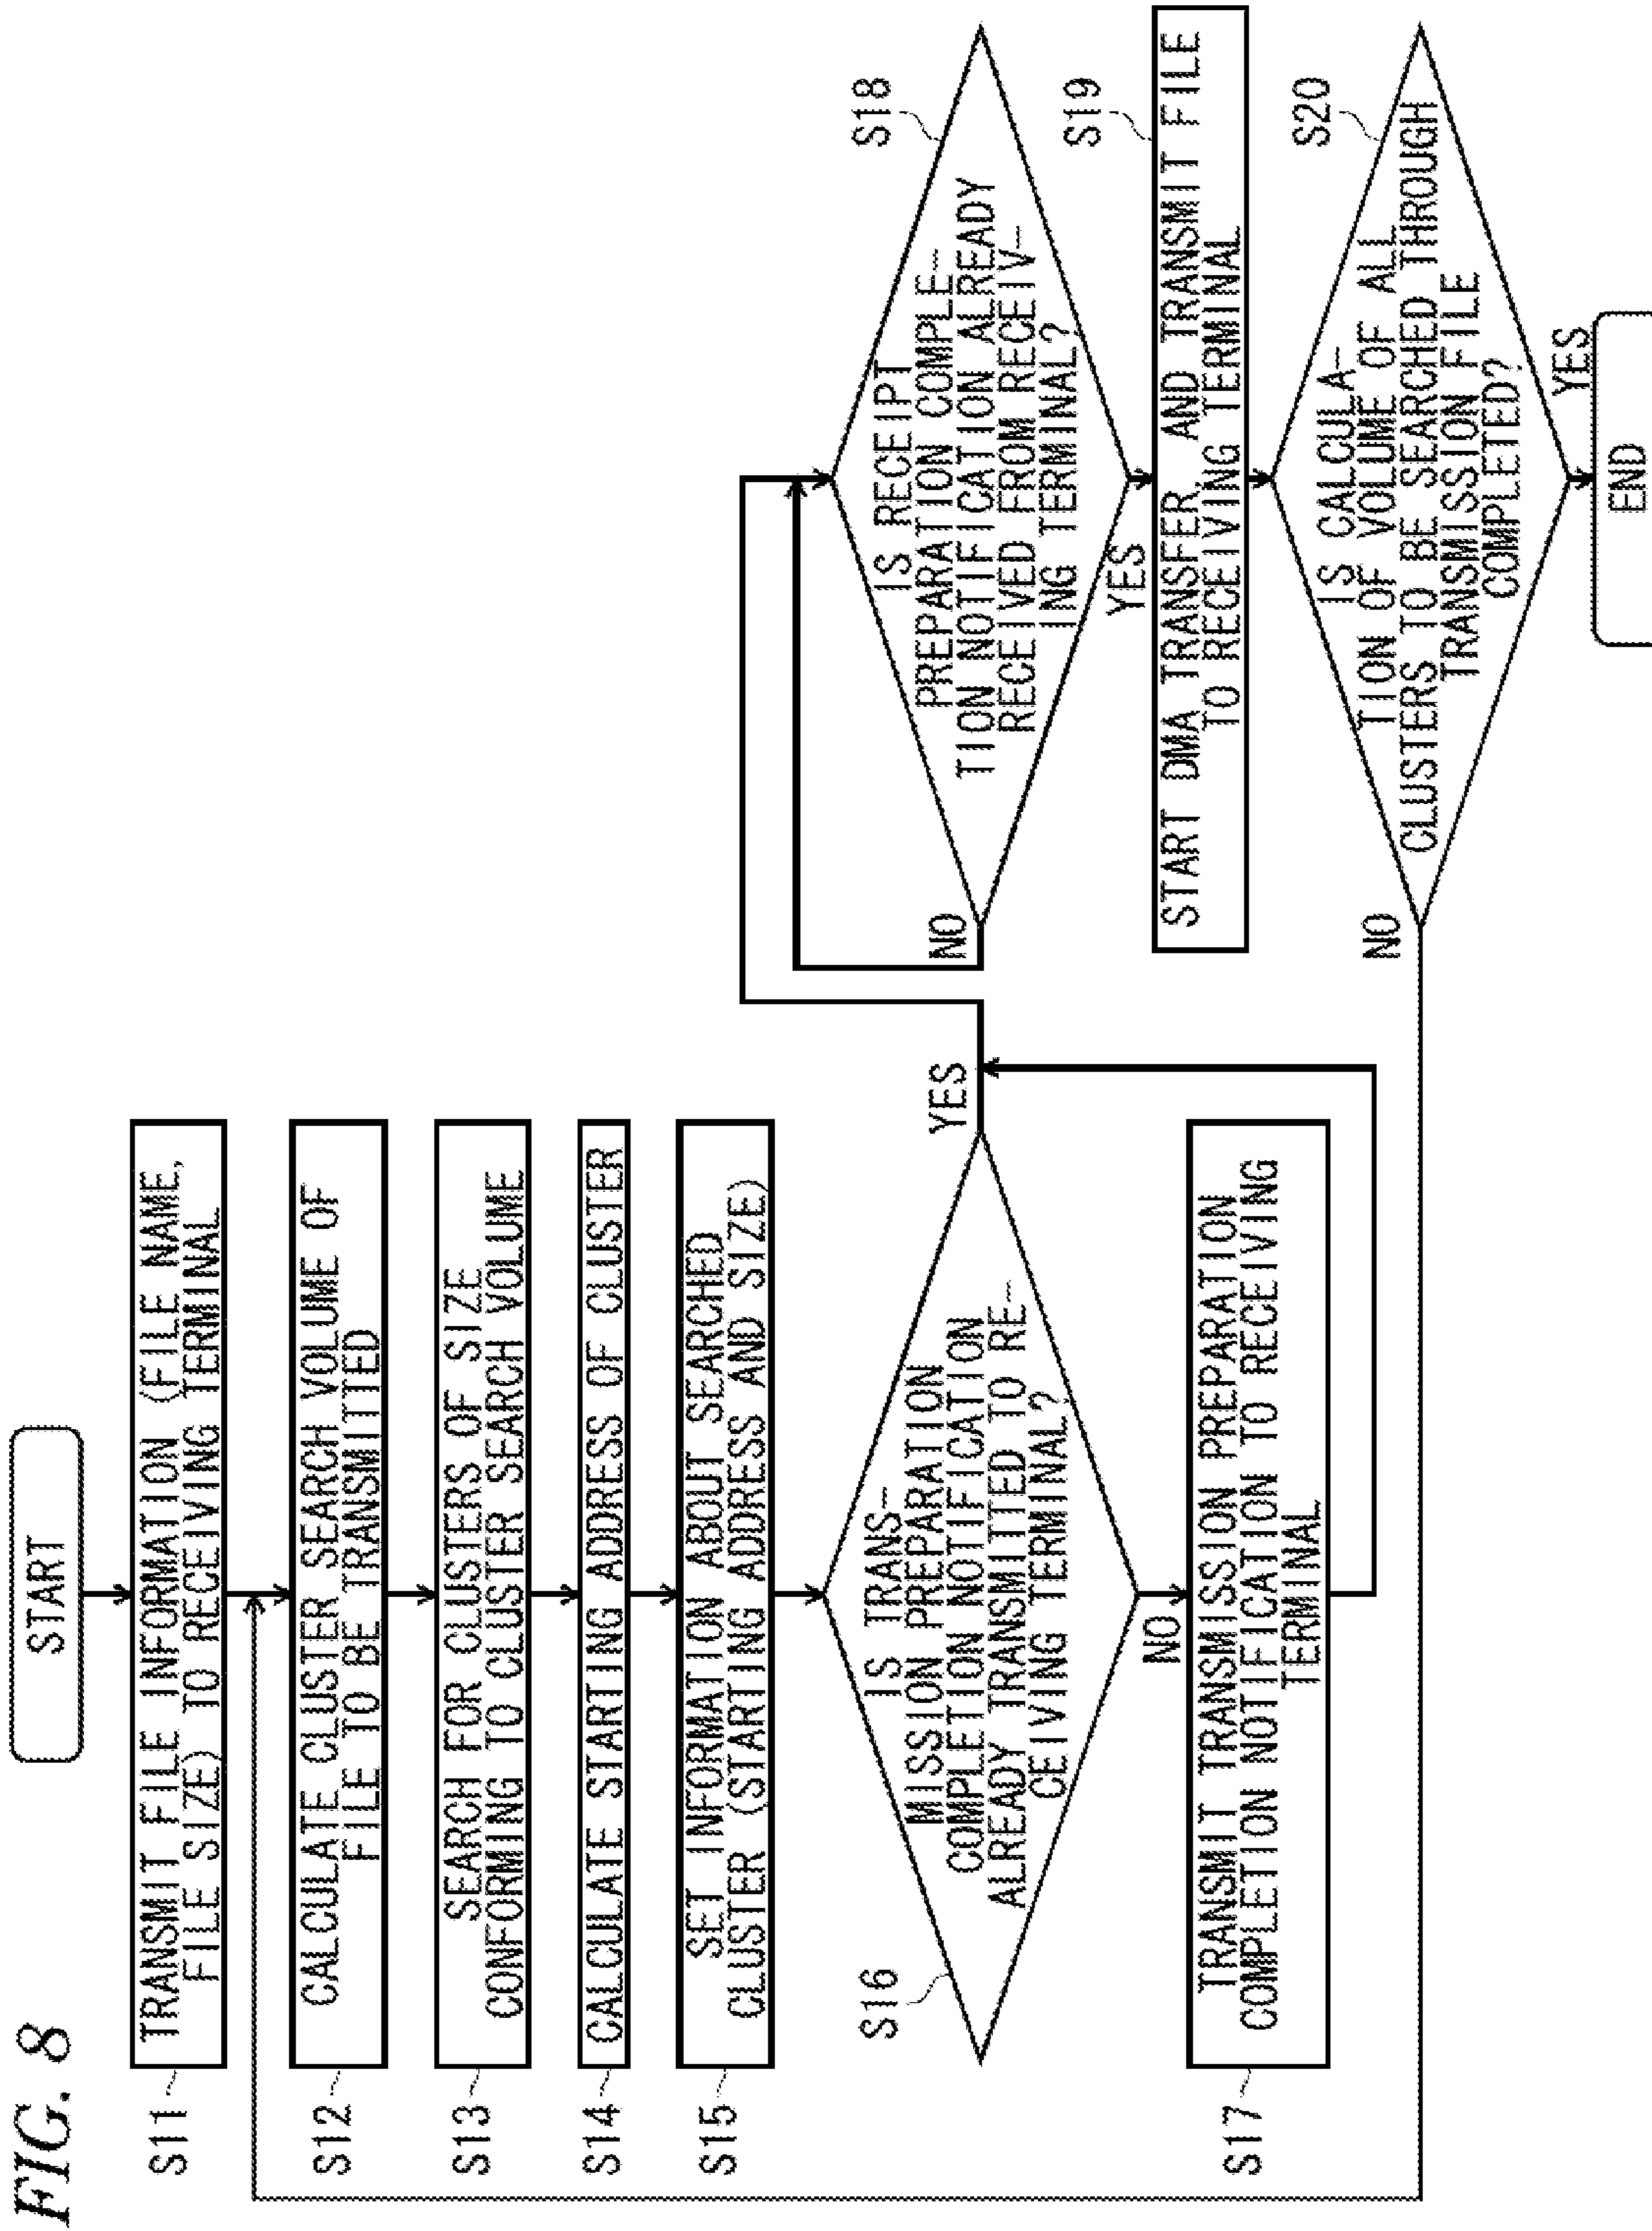 FIG. 8
START
S11
TRANSMIT FILE INFORMATION (FILE NAME,
FILE SIZE) TO RECEIVING TERMINAL
S12
CALCULATE CLUSTER SEARCH VOLUME OF
FILE TO BE TRANSMITTED
S13
SEARCH FOR CLUSTERS OF SIZE
CONFORMING TO CLUSTER SEARCH VOLUME
S14
CALCULATE STARTING ADDRESS OF CLUSTER
S15
SET INFORMATION ABOUT SEARCHED
CLUSTER (STARTING ADDRESS AND SIZE)
S16
IS TRANS-
MISSION PREPARATION
COMPLETION NOTIFICATION
ALREADY TRANSMITTED TO RE-
CEIVING TERMINAL?
YES
NO
S17
TRANSMIT TRANSMISSION PREPARATION
COMPLETION NOTIFICATION TO RECEIVING
TERMINAL
S18
IS RECEIPT
PREPARATION COMPLE-
TION NOTIFICATION ALREADY
RECEIVED FROM RECEIV-
ING TERMINAL?
NO
YES
S19
START DMA TRANSFER AND TRANSMIT FILE
TO RECEIVING TERMINAL
S20
IS CALCULA-
TION OF VOLUME OF ALL
CLUSTERS TO BE SEARCHED THROUGH
TRANSMISSION FILE
COMPLETED?
NO
YES
END